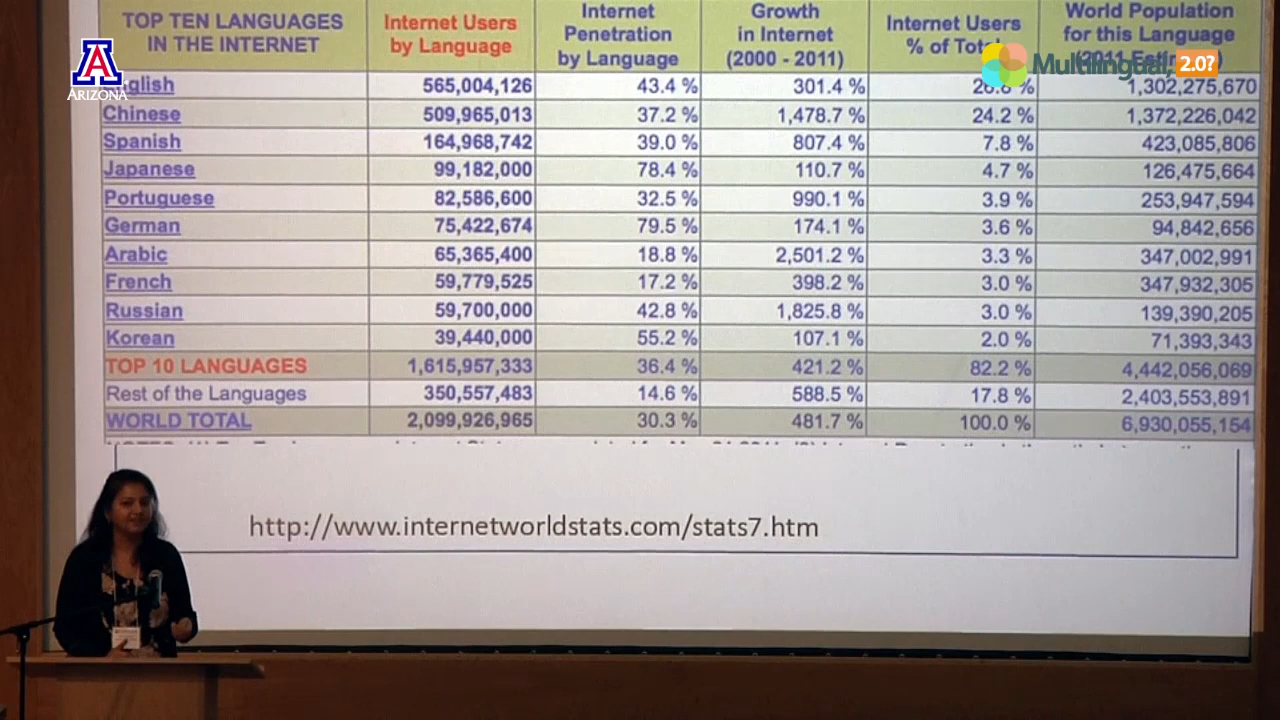 TOP TEN LANGUAGES IN THE INTERNET Internet Users by Language Internet Penetration by Language Growth in Internet (2000 - 2011) Internet Users World Population for this Language
A
ARIZONA
Multilingual, 2.0?
English 565,004,126 43.4 % 301.4 % 1,302,275,670
Chinese 509,965,013 37.2 % 1,478.7 % 24.2 % 1,372,226,042
Spanish 164,968,742 39.0 % 807.4 % 7.8 % 423,085,806
Japanese 99,182,000 78.4 % 110.7 % 4.7 % 126,475,664
Portuguese 82,586,600 32.5 % 990.1 % 3.9 % 253,947,594
German 75,422,674 79.5 % 174.1 % 3.6 % 94,842,656
Arabic 65,365,400 18.8 % 2,501.2 % 3.3 % 347,002,991
French 59,779,525 17.2 % 398.2 % 3.0 % 347,932,305
Russian 59,700,000 42.8 % 1,825.8 % 3.0 % 139,390,205
Korean 39,440,000 55.2 % 107.1 % 2.0 % 71,393,343
TOP 10 LANGUAGES 1,615,957,333 36.4 % 421.2 % 82.2 % 4,442,056,069
Rest of the Languages 350,557,483 14.6 % 588.5 % 17.8 % 2,403,553,891
WORLD TOTAL 2,099,926,965 30.3 % 481.7 % 100.0 % 6,930,055,154
http://www.internetworldstats.com/stats7.htm